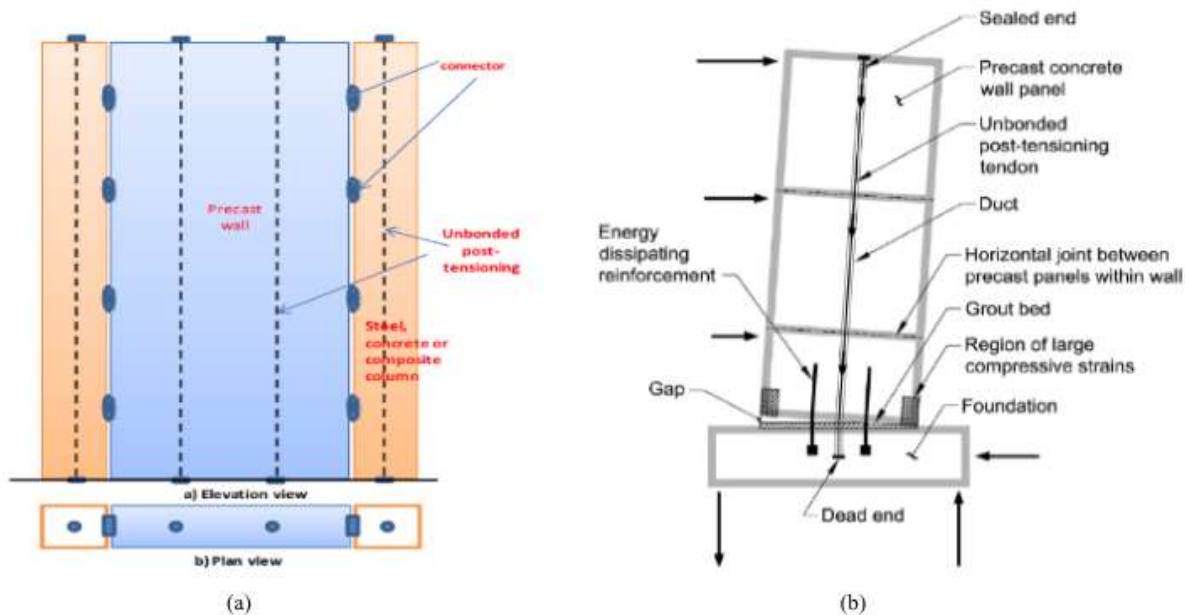 connector
Precast
wall
Unbonded
post-
tensioning
Steel,
concrete or
composite
column
a) Elevation view
b) Plan view
(a)
Sealed end
Precast concrete
wall panel
Unbonded
post-tensioning
tendon
Duct
Energy
dissipating
reinforcement
Horizontal joint between
precast panels within wall
Grout bed
Region of large
compressive strains
Gap
Foundation
Dead end
(b)